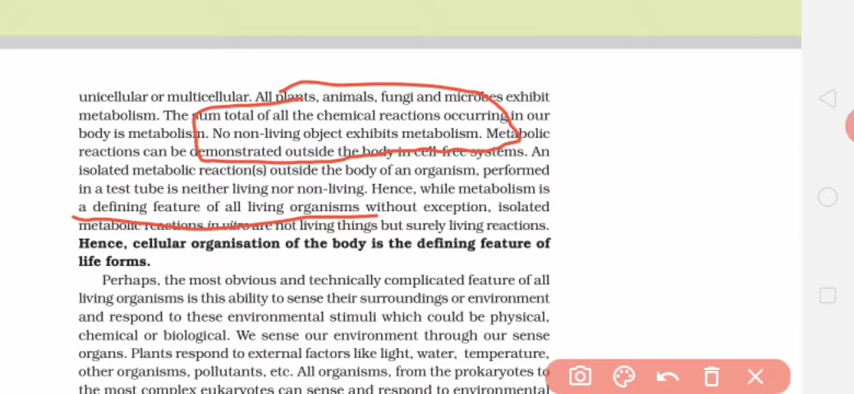 unicellular or multicellular. All plants, animals, fungi and microbes exhibit
metabolism. The sum total of all the chemical reactions occurring in our
body is metabolism. No non-living object exhibits metabolism. Metabolic
reactions can be demonstrated outside the body in cell-free systems. An
isolated metabolic reaction(s) outside the body of an organism, performed
in a test tube is neither living nor non-living. Hence, while metabolism is
a defining feature of all living organisms without exception, isolated
metabolic reactions in vitro are not living things but surely living reactions.
Hence, cellular organisation of the body is the defining feature of
life forms.
Perhaps, the most obvious and technically complicated feature of all
living organisms is this ability to sense their surroundings or environment
and respond to these environmental stimuli which could be physical,
chemical or biological. We sense our environment through our sense
organs. Plants respond to external factors like light, water, temperature,
other organisms, pollutants, etc. All organisms, from the prokaryotes to
the most complex eukaryotes can sense and respond to environmental